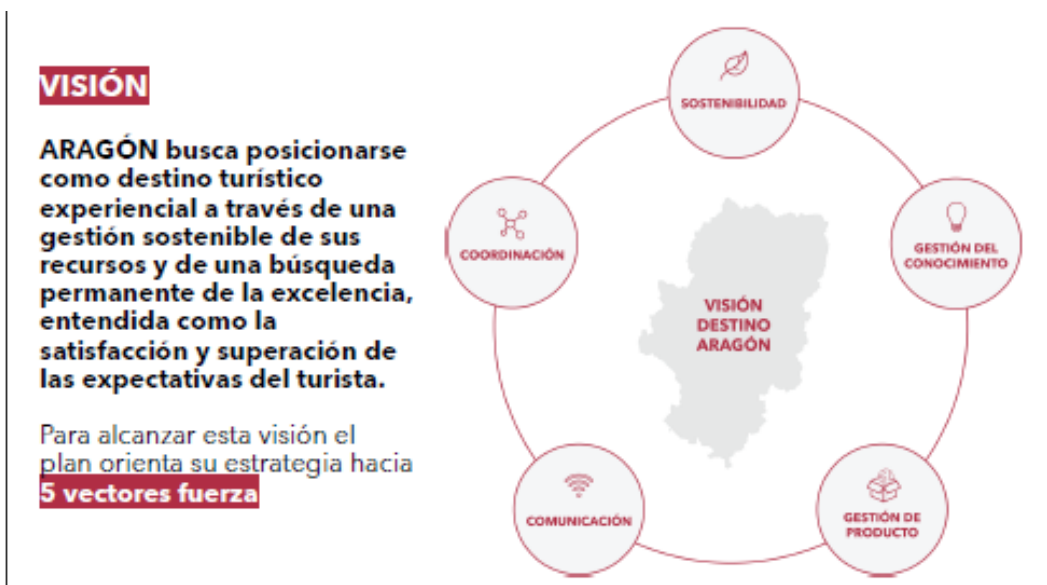 VISIÓN
ARAGÓN busca posicionarse
como destino turístico
experiencial a través de una
gestión sostenible de sus
recursos y de una búsqueda
permanente de la excelencia,
entendida como la
satisfacción y superación de
las expectativas del turista.
Para alcanzar esta visión el
plan orienta su estrategia hacia
5 vectores fuerza
SOSTENIBILIDAD
COORDINACIÓN
GESTIÓN DEL
CONOCIMIENTO
VISIÓN
DESTINO
ARAGÓN
COMUNICACIÓN
GESTIÓN DE
PRODUCTO